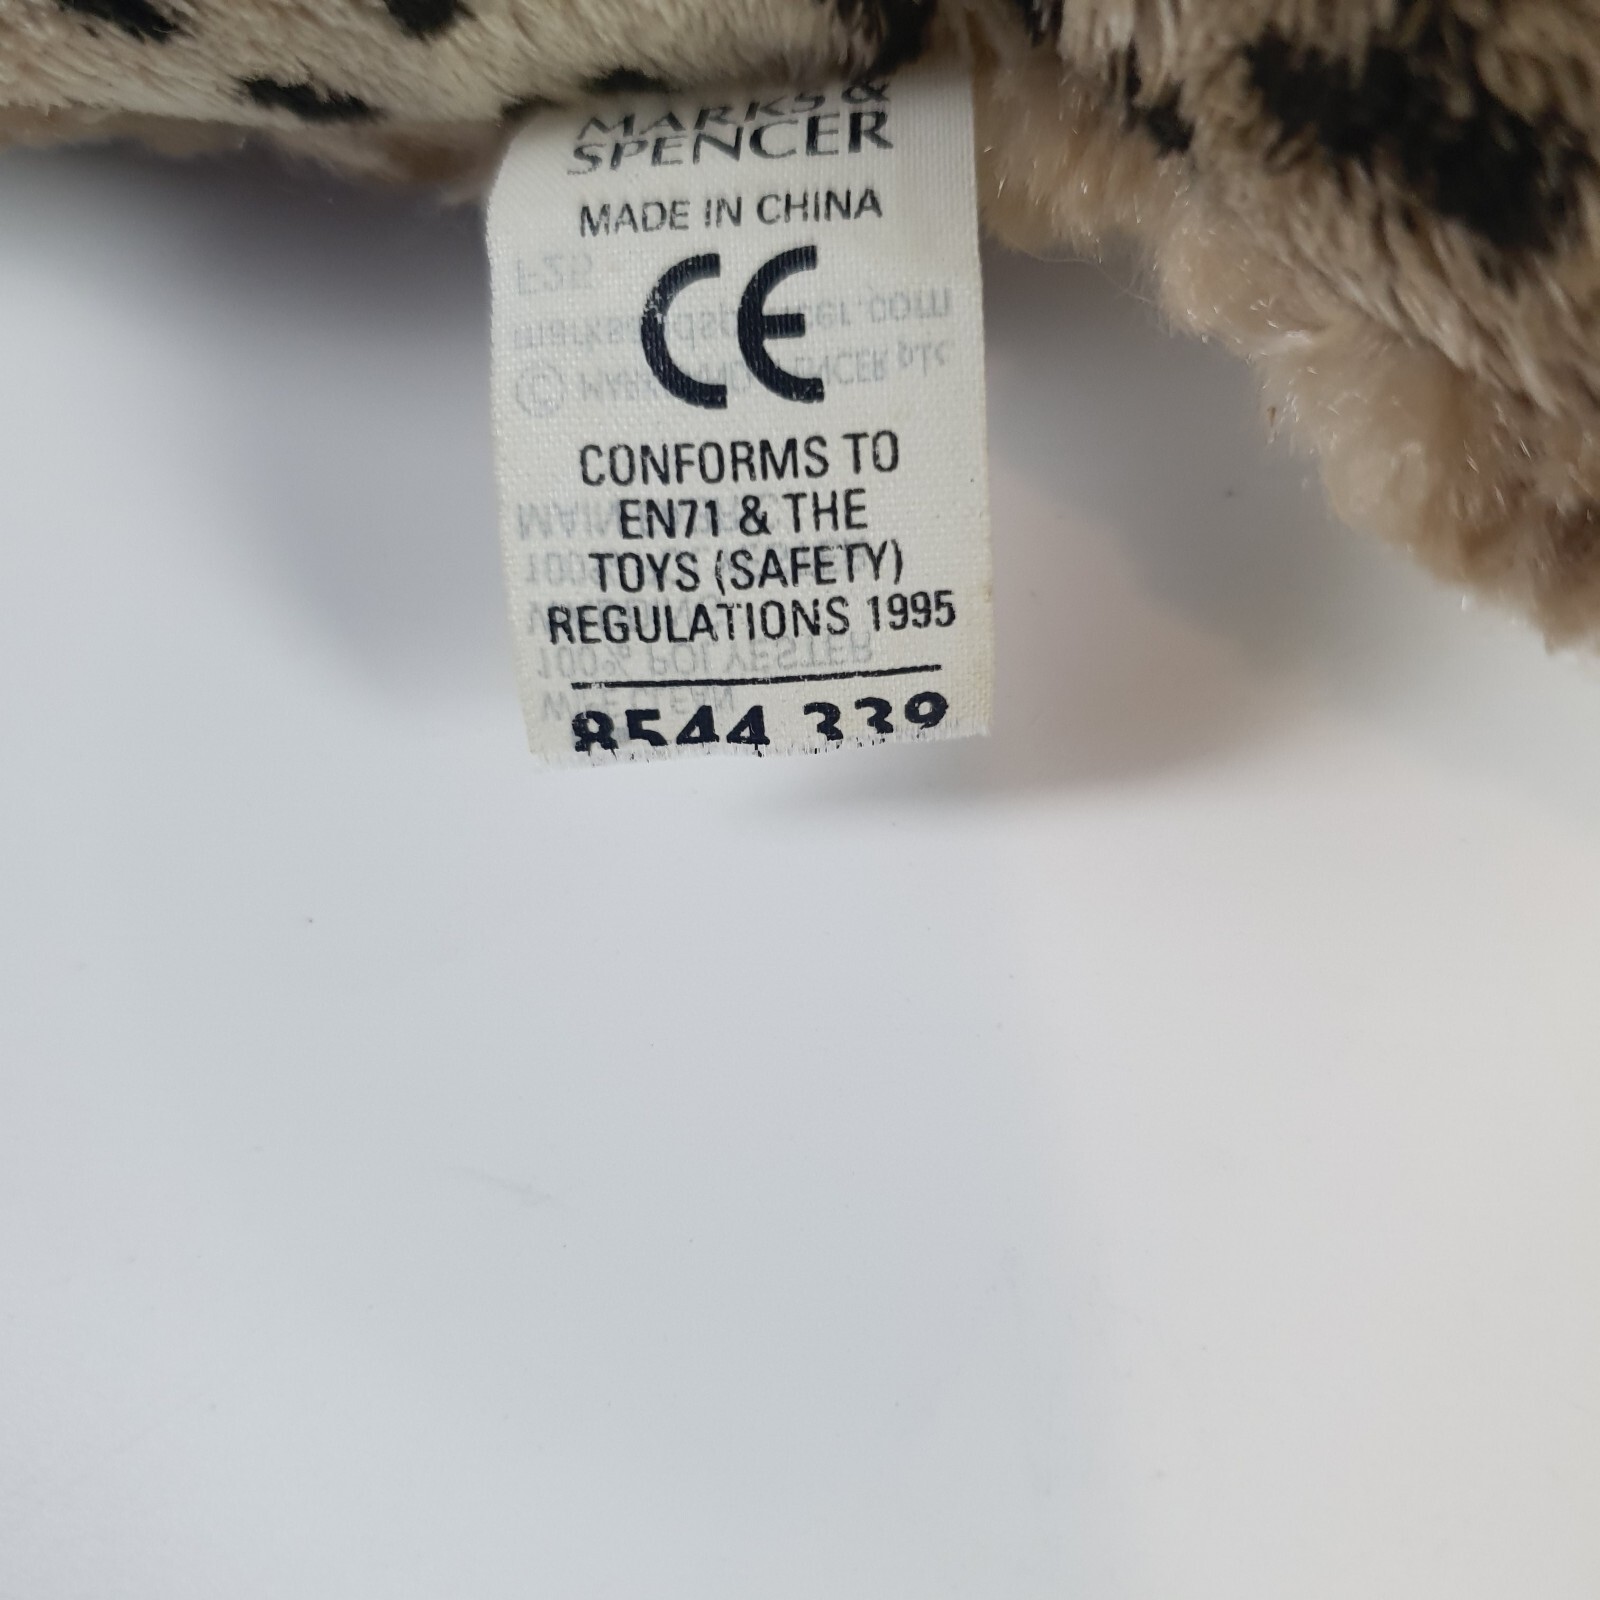 MARKS &
SPENCER
MADE IN CHINA
CE
CONFORMS TO
EN71 & THE
TOYS (SAFETY)
REGULATIONS 1995
8544 339